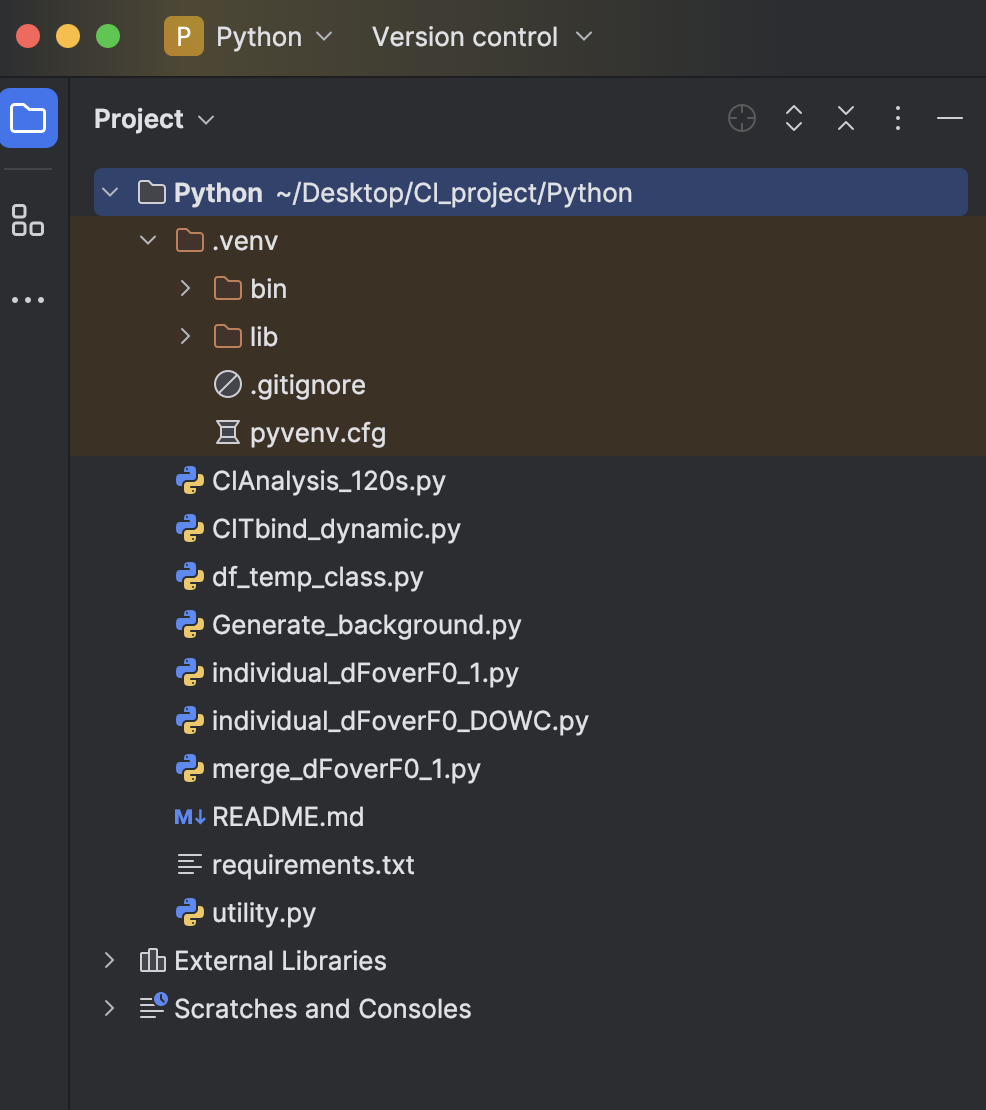 P Python Version control
Project
Python ~/Desktop/CI_project/Python
.venv
bin
lib
.gitignore
pyvenv.cfg
CIAnalysis_120s.py
CITbind_dynamic.py
df_temp_class.py
Generate_background.py
individual_dFoverF0_1.py
individual_dFoverF0_DOWC.py
merge_dFoverF0_1.py
M↓ README.md
requirements.txt
utility.py
External Libraries
Scratches and Consoles